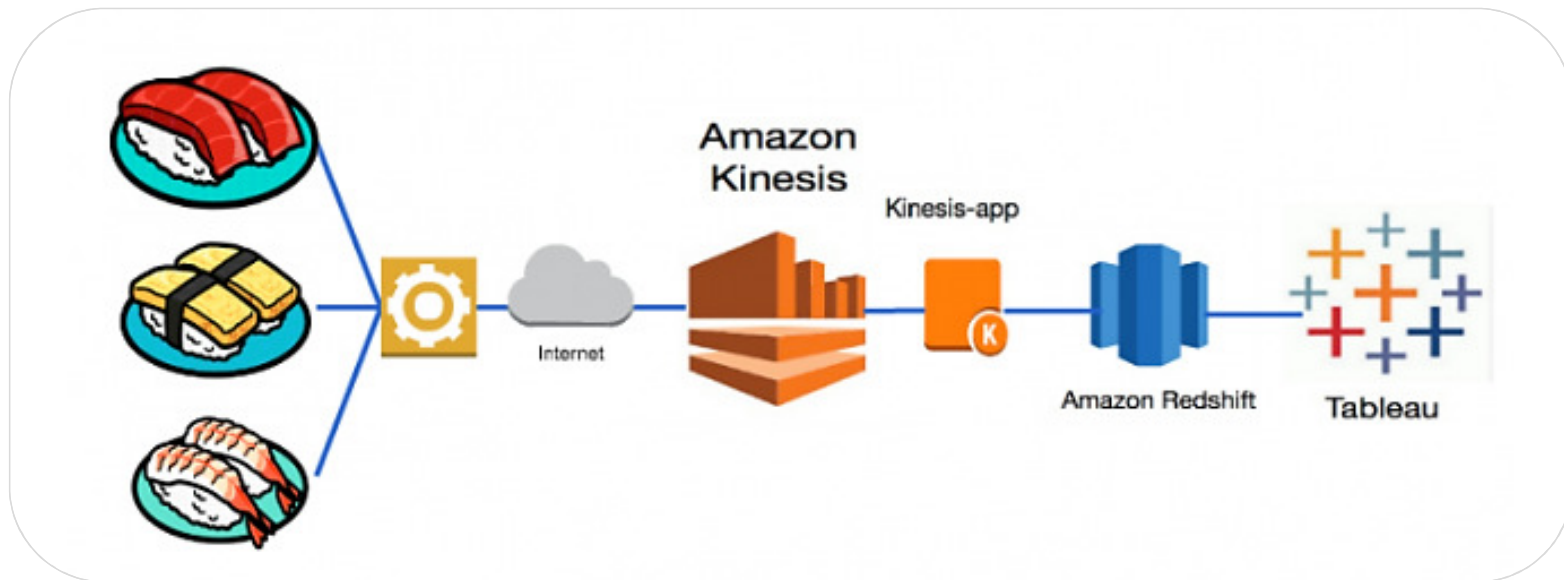 Amazon
Kinesis
Kinesis-app
K
Internet
Amazon Redshift
Tableau